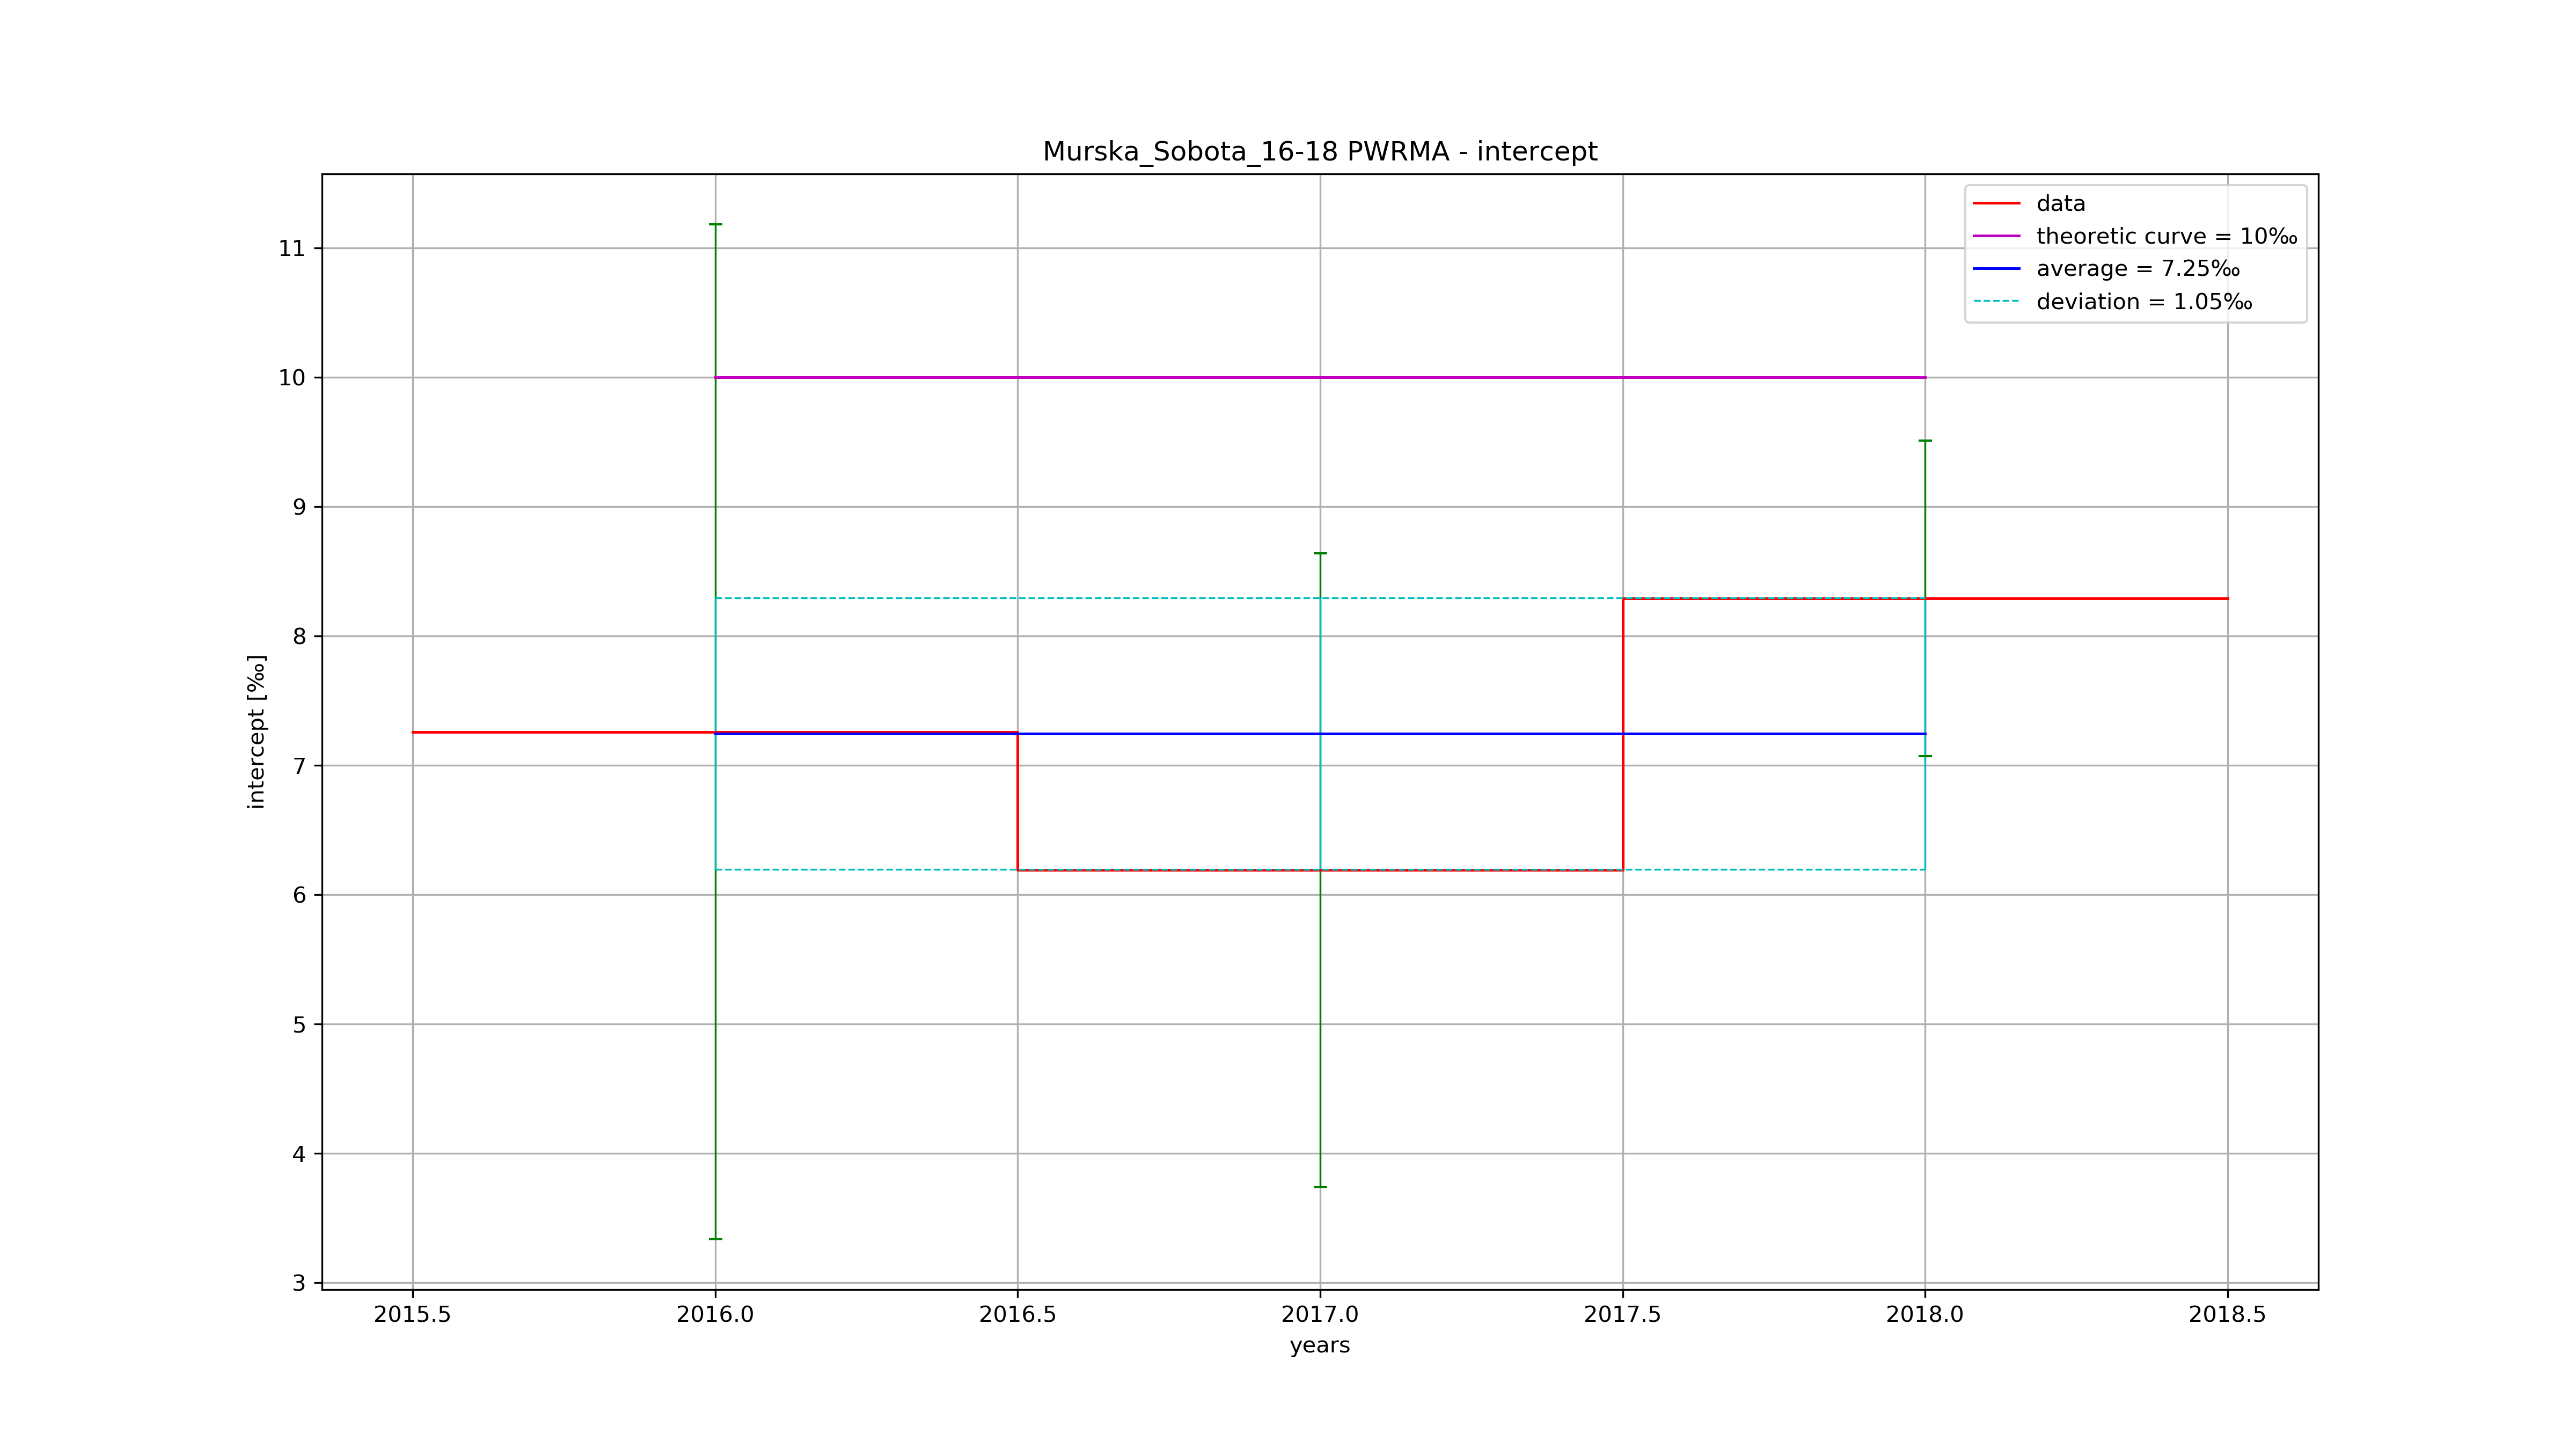 Murska_Sobota_16-18 PWRMA - intercept
data
theoretic curve = 10‰
average = 7.25‰
deviation = 1.05‰
11
10
9
8
7
6
5
4
3
intercept [‰]
2015.5 2016.0 2016.5 2017.0 2017.5 2018.0 2018.5
years